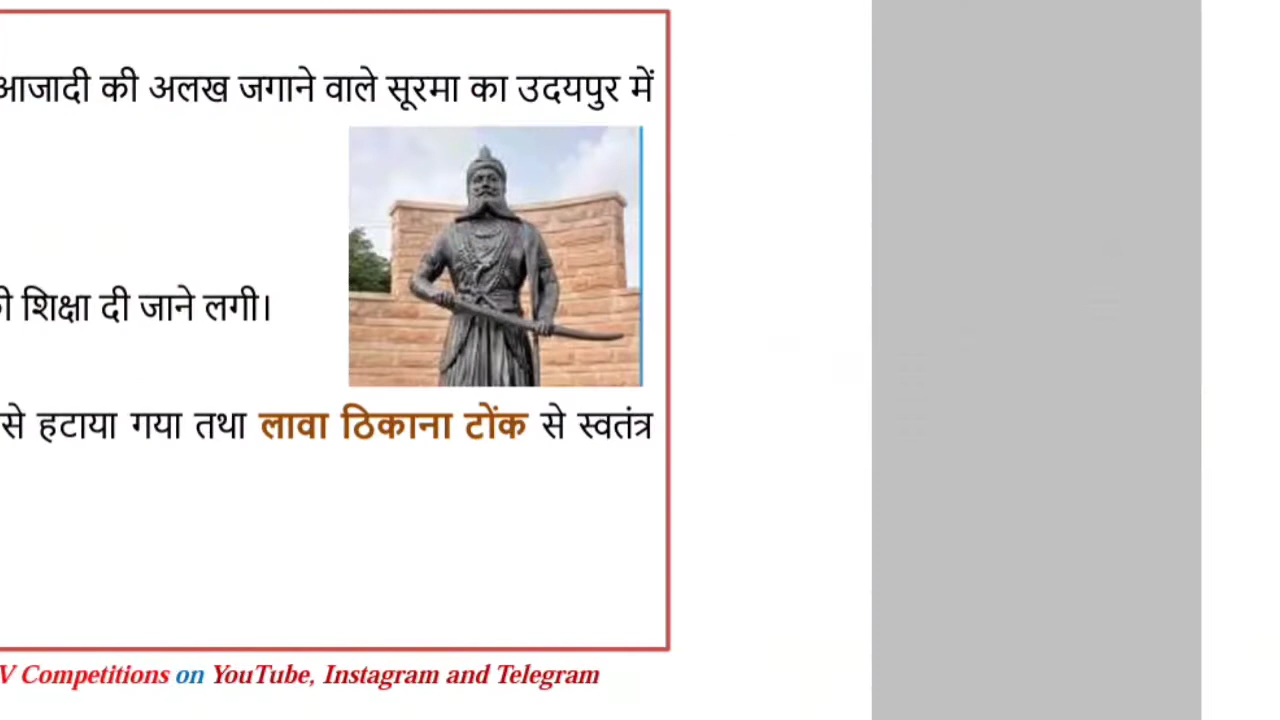 आजादी की अलख जगाने वाले सूरमा का उदयपुर में
शिक्षा दी जाने लगी।
से हटाया गया तथा लावा ठिकाना टोंक से स्वतंत्र
V Competitions on YouTube, Instagram and Telegram